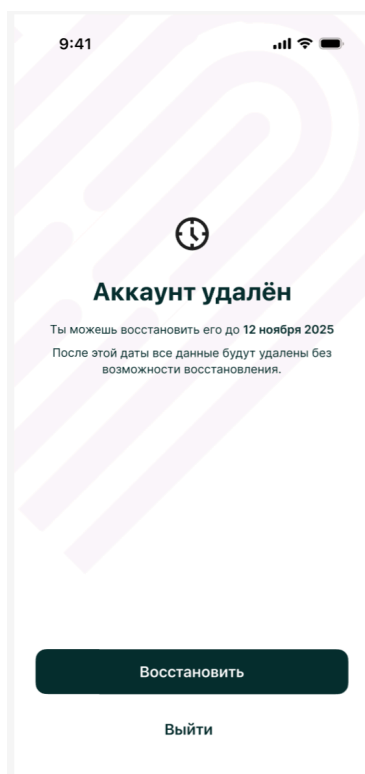 9:41
Аккаунт удалён
Ты можешь восстановить его до 12 ноября 2025
После этой даты все данные будут удалены без
возможности восстановления.
Восстановить
Выйти